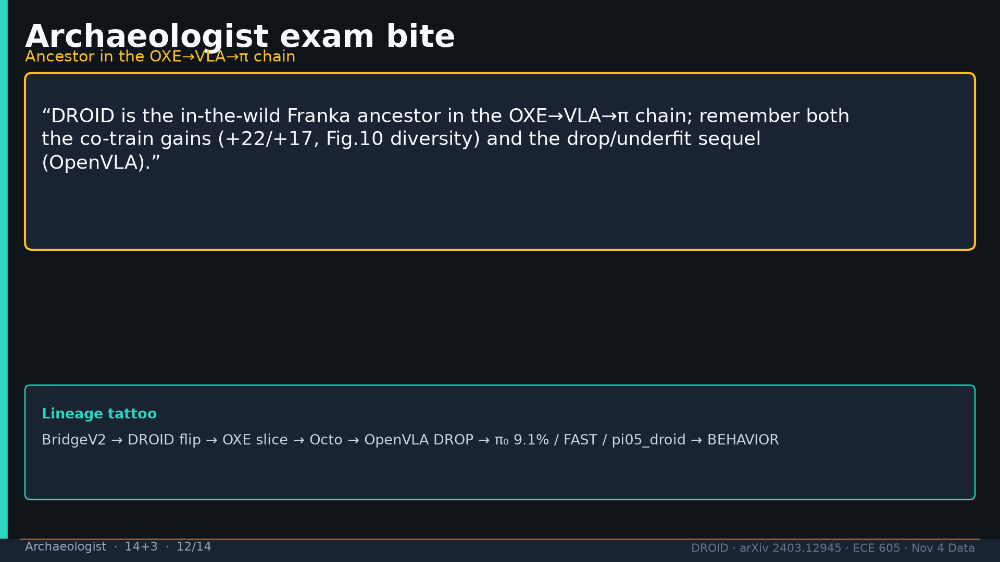 Archaeologist exam bite
Ancestor in the OXE→VLA→π chain
“DROID is the in-the-wild Franka ancestor in the OXE→VLA→π chain; remember both
the co-train gains (+22/+17, Fig.10 diversity) and the drop/underfit sequel
(OpenVLA).”
Lineage tattoo
BridgeV2 → DROID flip → OXE slice → Octo → OpenVLA DROP → π₀ 9.1% / FAST / pi05_droid → BEHAVIOR
Archaeologist · 14+3 · 12/14
DROID · arXiv 2403.12945 · ECE 605 · Nov 4 Data